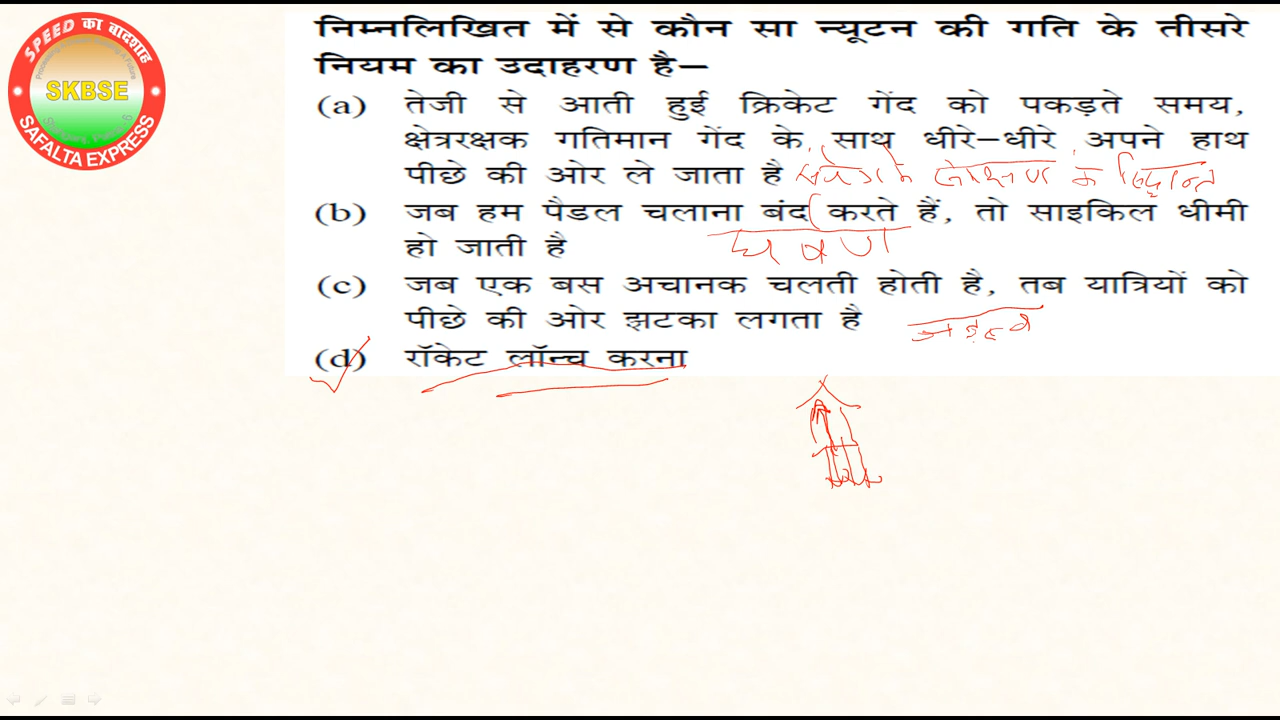 SPEED का बादशाह
SKBSE
SAFALTA EXPRESS
निम्नलिखित में से कौन सा न्यूटन की गति के तीसरे
नियम का उदाहरण है–
(a) तेजी से आती हुई क्रिकेट गेंद को पकड़ते समय,
क्षेत्ररक्षक गतिमान गेंद के साथ धीरे–धीरे अपने हाथ
पीछे की ओर ले जाता है
(b) जब हम पैडल चलाना बंद करते हैं, तो साइकिल धीमी
हो जाती है
(c) जब एक बस अचानक चलती होती है, तब यात्रियों को
पीछे की ओर झटका लगता है
(d) रॉकेट लॉन्च करना